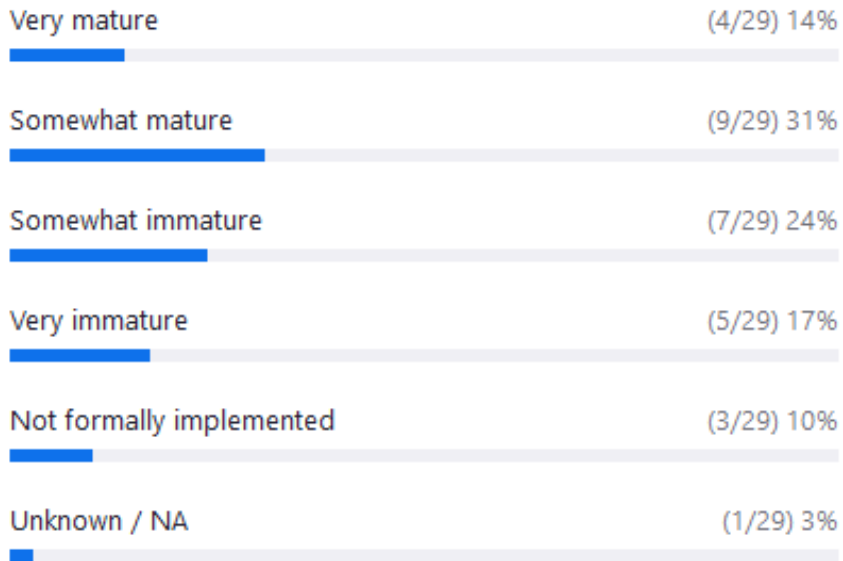 Very mature (4/29) 14%
Somewhat mature (9/29) 31%
Somewhat immature (7/29) 24%
Very immature (5/29) 17%
Not formally implemented (3/29) 10%
Unknown / NA (1/29) 3%